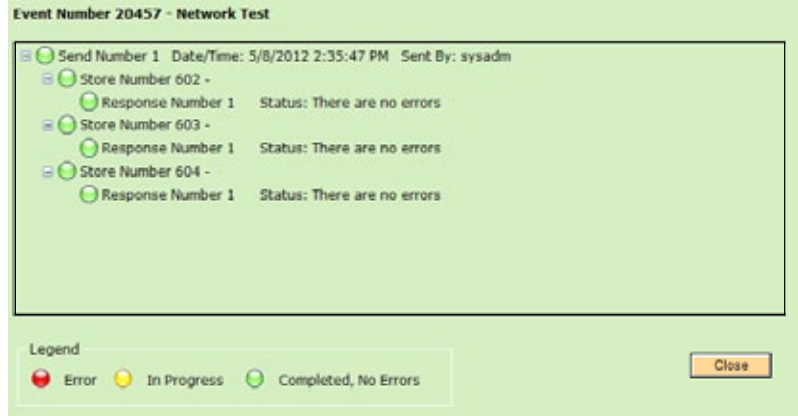 Event Number 20457 - Network Test
Send Number 1 Date/Time: 5/8/2012 2:35:47 PM Sent By: sysadm
Store Number 602 -
Response Number 1 Status: There are no errors
Store Number 603 -
Response Number 1 Status: There are no errors
Store Number 604 -
Response Number 1 Status: There are no errors
Legend
Error In Progress Completed, No Errors
Close